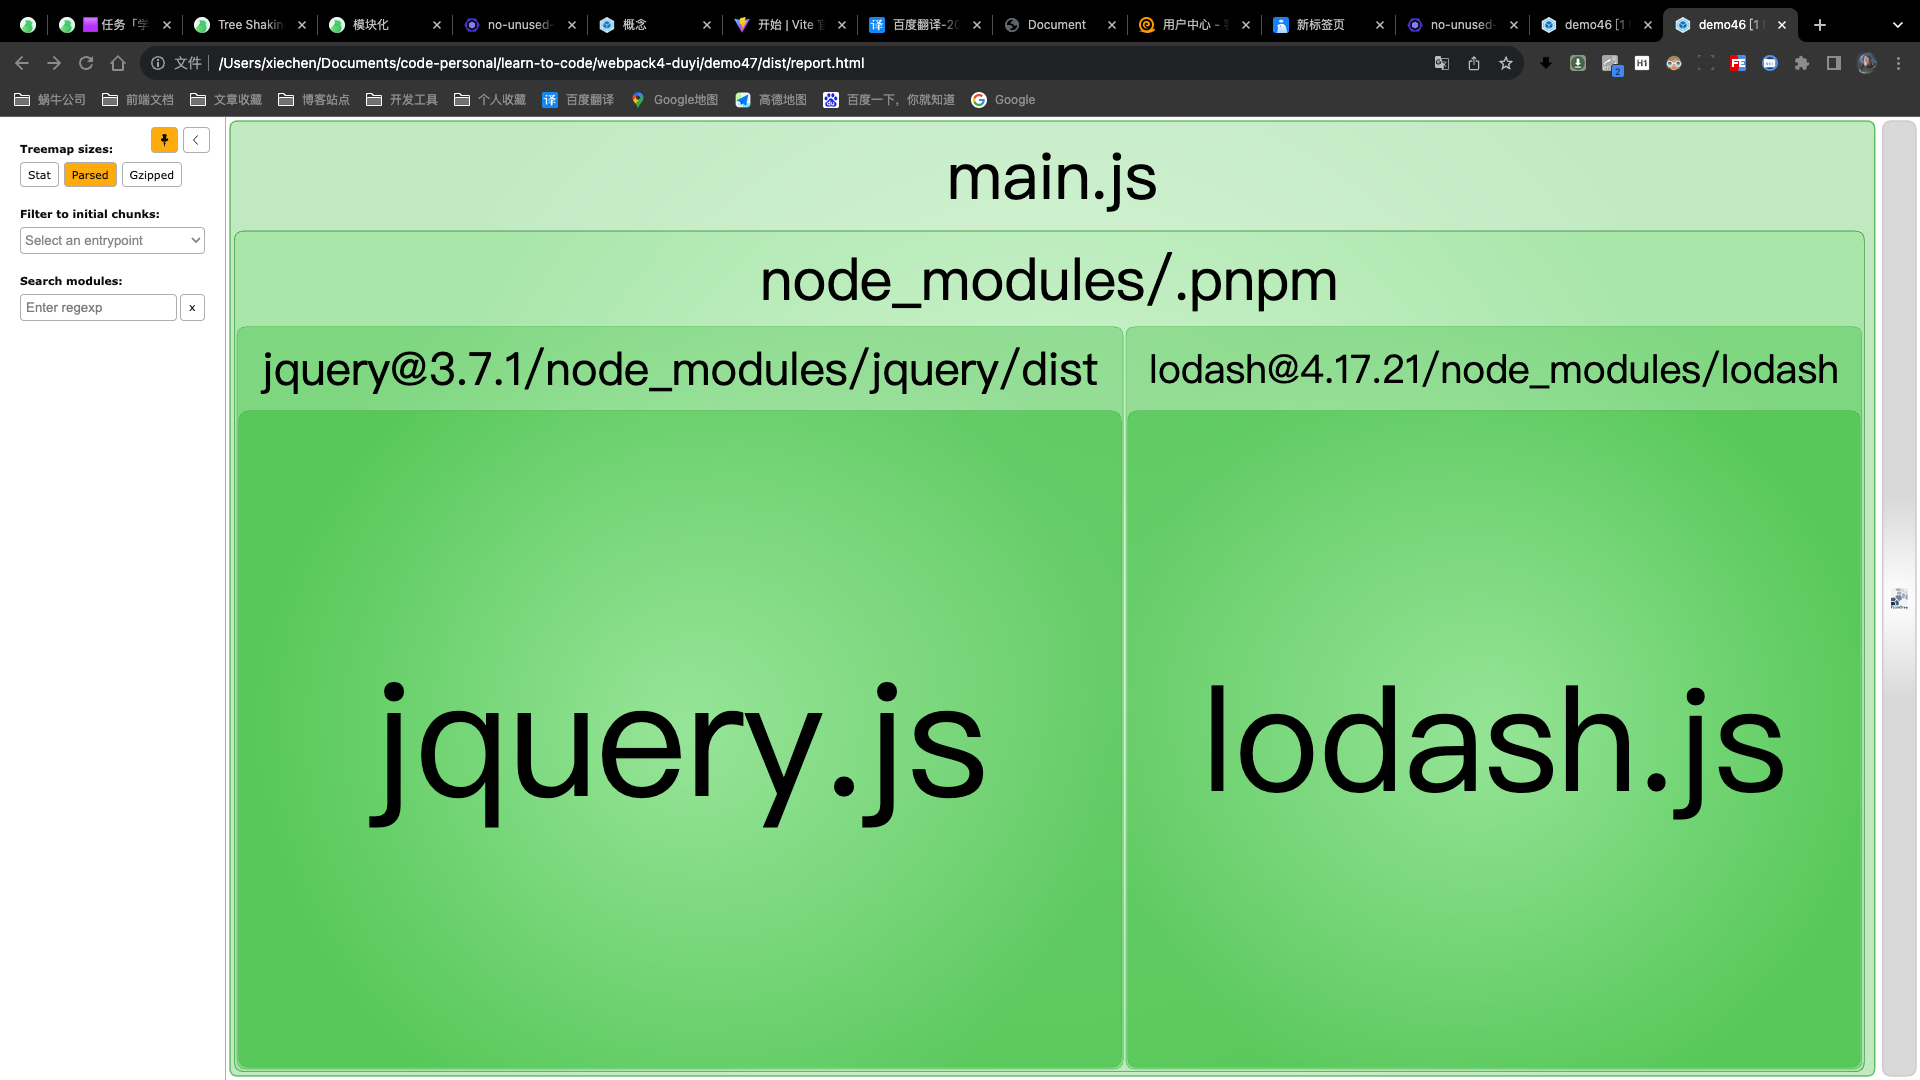 任务「学
Tree Shakin
模块化
no-unused-
概念
开始 | Vite 官
百度翻译-20
Document
用户中心 -
新标签页
no-unused-
demo46 [1
demo46 [1
文件
/Users/xiechen/Documents/code-personal/learn-to-code/webpack4-duyi/demo47/dist/report.html
2
H1
FE
蜗牛公司
前端文档
文章收藏
博客站点
开发工具
个人收藏
译 百度翻译
Google地图
高德地图
百度一下，你就知道
Google
Treemap sizes:
Stat Parsed Gzipped
Filter to initial chunks:
Select an entrypoint
Search modules:
Enter regexp x
main.js
node_modules/.pnpm
jquery@3.7.1/node_modules/jquery/dist
lodash@4.17.21/node_modules/lodash
jquery.js
lodash.js